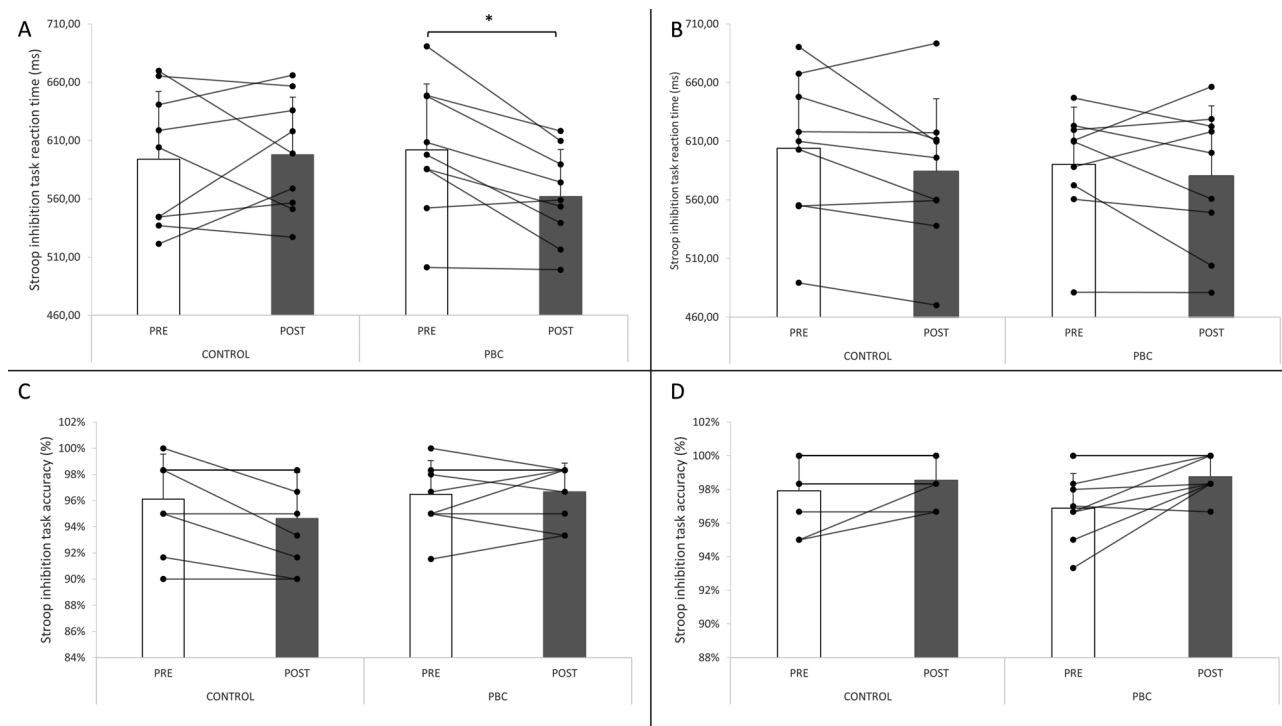 A
Stroop inhibition task reaction time (ms)
710,00
660,00
610,00
560,00
510,00
460,00
*
PRE
POST
PRE
POST
CONTROL
PBC
B
Stroop inhibition task reaction time (ms)
710,00
660,00
610,00
560,00
510,00
460,00
PRE
POST
PRE
POST
CONTROL
PBC
C
Stroop inhibition task accuracy (%)
102%
100%
98%
96%
94%
92%
90%
88%
86%
84%
PRE
POST
PRE
POST
CONTROL
PBC
D
Stroop inhibition task accuracy (%)
102%
100%
98%
96%
94%
92%
90%
88%
PRE
POST
PRE
POST
CONTROL
PBC